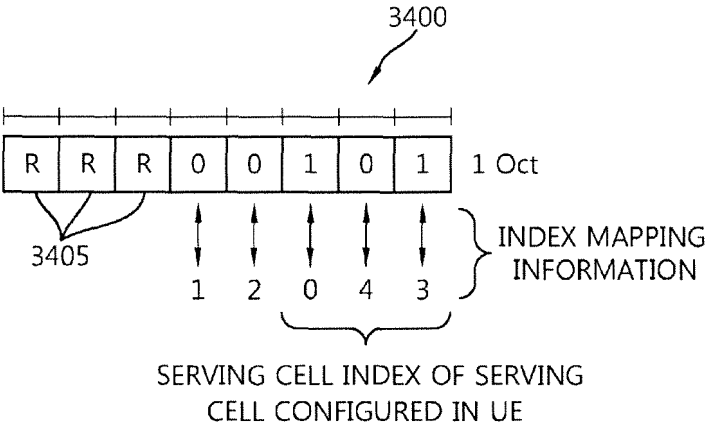 3400
R R R 0 0 1 0 1 1 Oct
3405
INDEX MAPPING
INFORMATION
1 2 0 4 3
SERVING CELL INDEX OF SERVING
CELL CONFIGURED IN UE